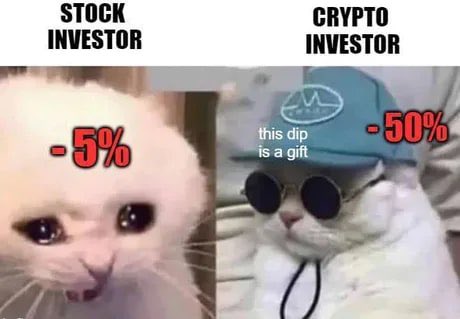 STOCK
INVESTOR
CRYPTO
INVESTOR
- 5%
this dip
is a gift
- 50%